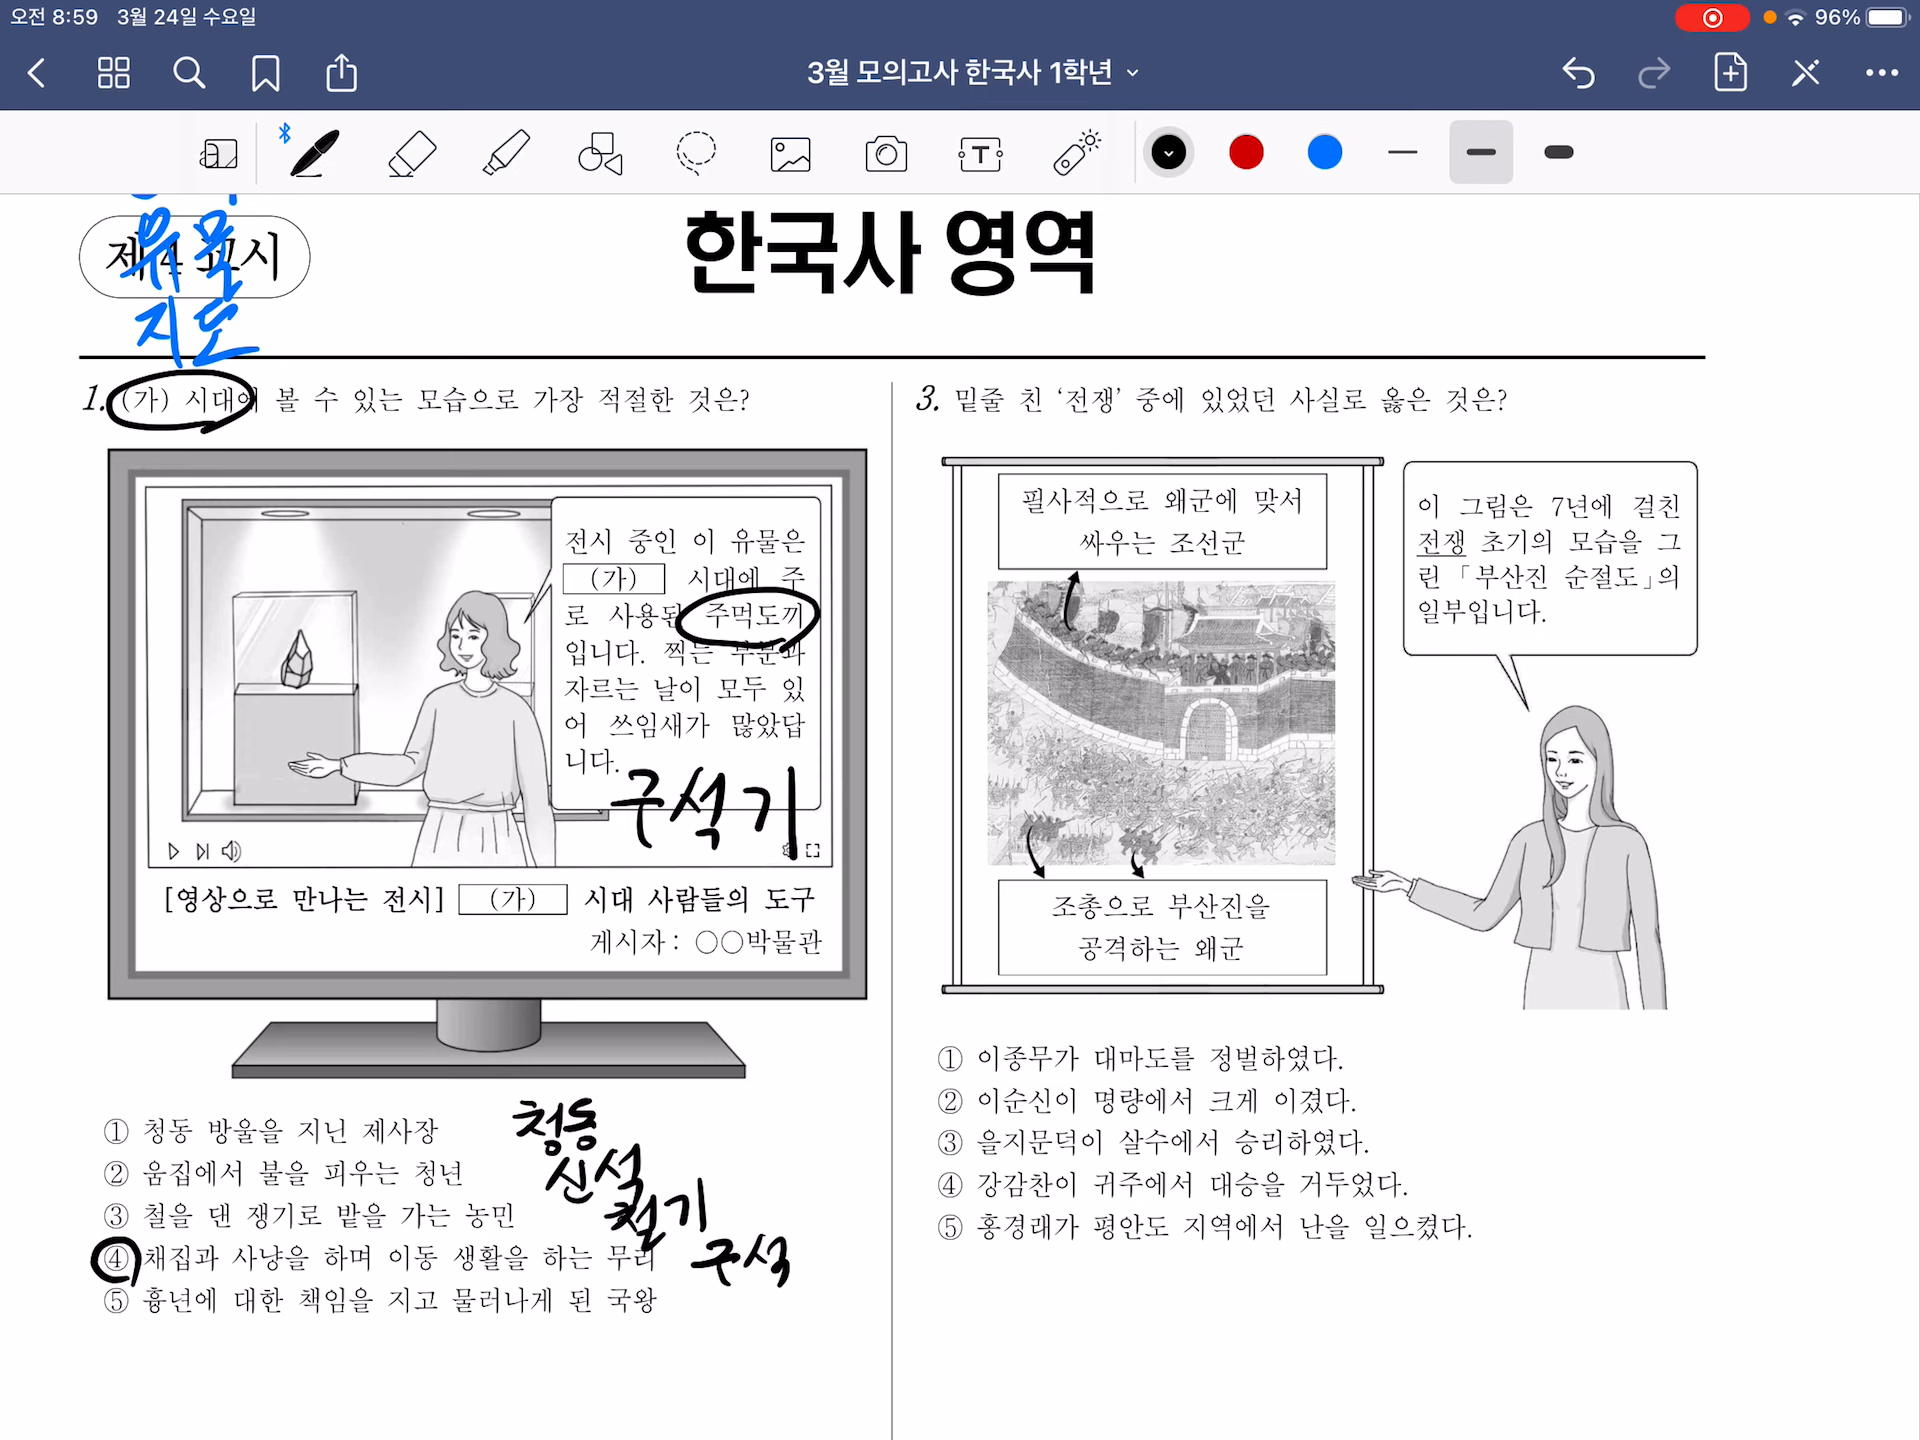 오전 8:59 3월 24일 수요일
96%
3월 모의고사 한국사 1학년
유물
지도
제4교시
한국사 영역
1. (가) 시대에 볼 수 있는 모습으로 가장 적절한 것은?
전시 중인 이 유물은
(가) 시대에 주
로 사용된 주먹도끼
입니다. 찍는 부분과
자르는 날이 모두 있
어 쓰임새가 많았답
니다.
구석기
[영상으로 만나는 전시] (가) 시대 사람들의 도구
게시자 : ○○박물관
① 청동 방울을 지닌 제사장
청동
② 움집에서 불을 피우는 청년
신석
③ 철을 댄 쟁기로 밭을 가는 농민
철기
④ 채집과 사냥을 하며 이동 생활을 하는 무리
구석
⑤ 흉년에 대한 책임을 지고 물러나게 된 국왕
3. 밑줄 친 ‘전쟁’ 중에 있었던 사실로 옳은 것은?
필사적으로 왜군에 맞서
싸우는 조선군
조총으로 부산진을
공격하는 왜군
이 그림은 7년에 걸친
전쟁 초기의 모습을 그
린 「부산진 순절도」의
일부입니다.
① 이종무가 대마도를 정벌하였다.
② 이순신이 명량에서 크게 이겼다.
③ 을지문덕이 살수에서 승리하였다.
④ 강감찬이 귀주에서 대승을 거두었다.
⑤ 홍경래가 평안도 지역에서 난을 일으켰다.